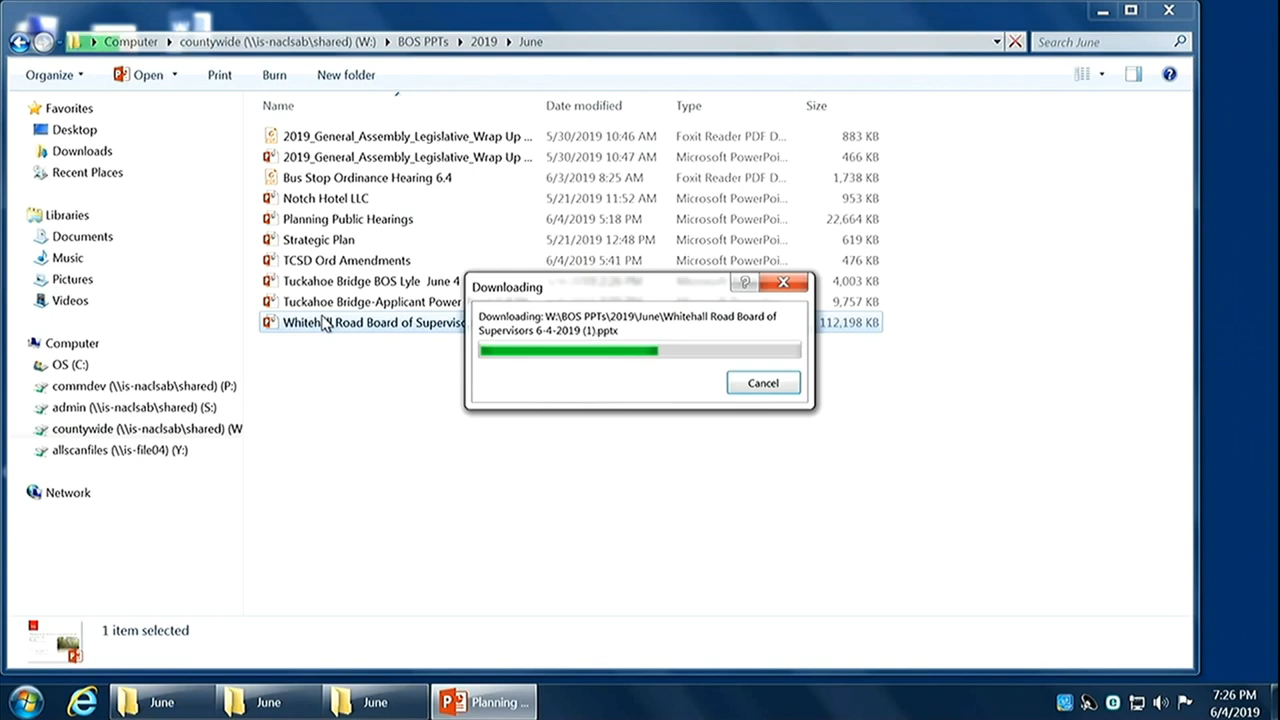 Computer countywide (\\is-naclsab\shared) (W:) BOS PPTs 2019 June Search June
Organize Open Print Burn New folder
Name Date modified Type Size
Favorites
Desktop
Downloads
Recent Places
Libraries
Documents
Music
Pictures
Videos
Computer
OS (C:)
commdev (\\is-naclsab\shared) (P:)
admin (\\is-naclsab\shared) (S:)
countywide (\\is-naclsab\shared) (W
allscanfiles (\\is-file04) (Y:)
Network
2019_General_Assembly_Legislative_Wrap Up ... 5/30/2019 10:46 AM Foxit Reader PDF D... 883 KB
2019_General_Assembly_Legislative_Wrap Up ... 5/30/2019 10:47 AM Microsoft PowerPoi... 466 KB
Bus Stop Ordinance Hearing 6.4 6/3/2019 8:25 AM Foxit Reader PDF D... 1,738 KB
Notch Hotel LLC 5/21/2019 11:52 AM Microsoft PowerPoi... 953 KB
Planning Public Hearings 6/4/2019 5:18 PM Microsoft PowerPoi... 22,664 KB
Strategic Plan 5/21/2019 12:48 PM Microsoft PowerPoi... 619 KB
TCSD Ord Amendments 6/4/2019 5:41 PM Microsoft PowerPoi... 476 KB
Tuckahoe Bridge BOS Lyle June 4 4,003 KB
Tuckahoe Bridge-Applicant Power 9,757 KB
Whitehall Road Board of Superviso 112,198 KB
Downloading
Downloading: W:\BOS PPTs\2019\June\Whitehall Road Board of
Supervisors 6-4-2019 (1).pptx
Cancel
1 item selected
June June June Planning ...
7:26 PM
6/4/2019